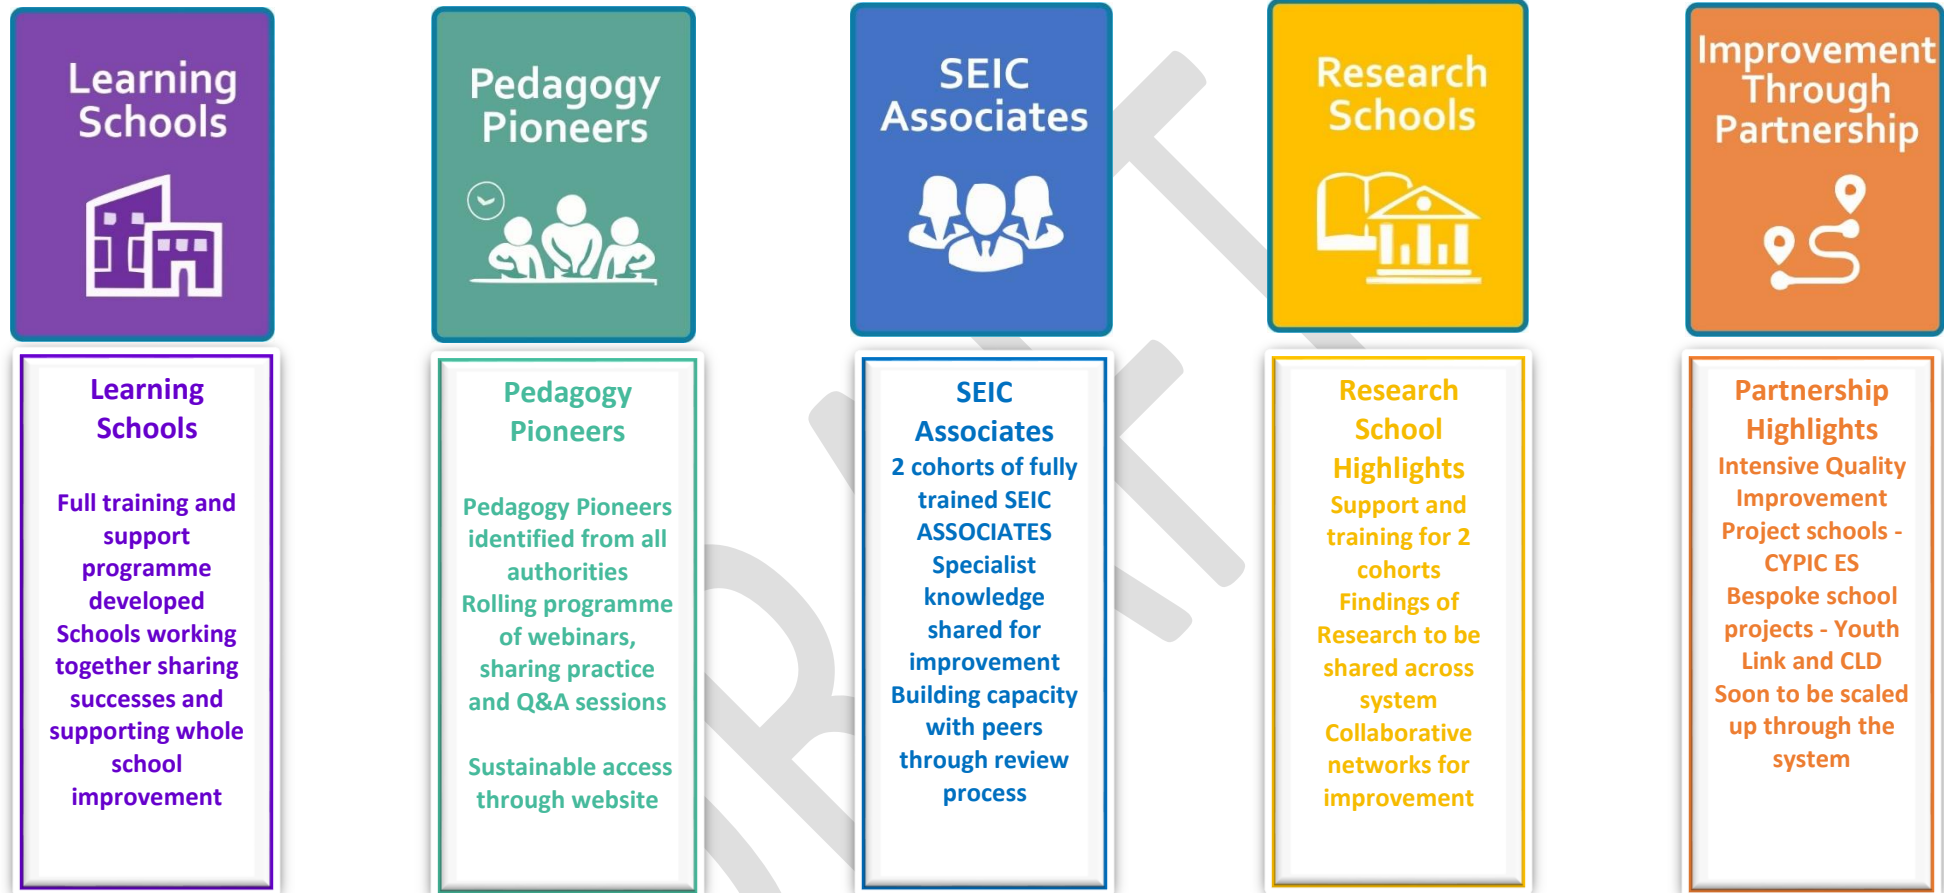 Learning
Schools
Pedagogy
Pioneers
SEIC
Associates
Research
Schools
Improvement
Through
Partnership
Learning
Schools
Full training and
support
programme
developed
Schools working
together sharing
successes and
supporting whole
school
improvement
Pedagogy
Pioneers
Pedagogy Pioneers
identified from all
authorities
Rolling programme
of webinars,
sharing practice
and Q&A sessions
Sustainable access
through website
SEIC
Associates
2 cohorts of fully
trained SEIC
ASSOCIATES
Specialist
knowledge
shared for
improvement
Building capacity
with peers
through review
process
Research
School
Highlights
Support and
training for 2
cohorts
Findings of
Research to be
shared across
system
Collaborative
networks for
improvement
Partnership
Highlights
Intensive Quality
Improvement
Project schools -
CYPIC ES
Bespoke school
projects - Youth
Link and CLD
Soon to be scaled
up through the
system
DRAFT